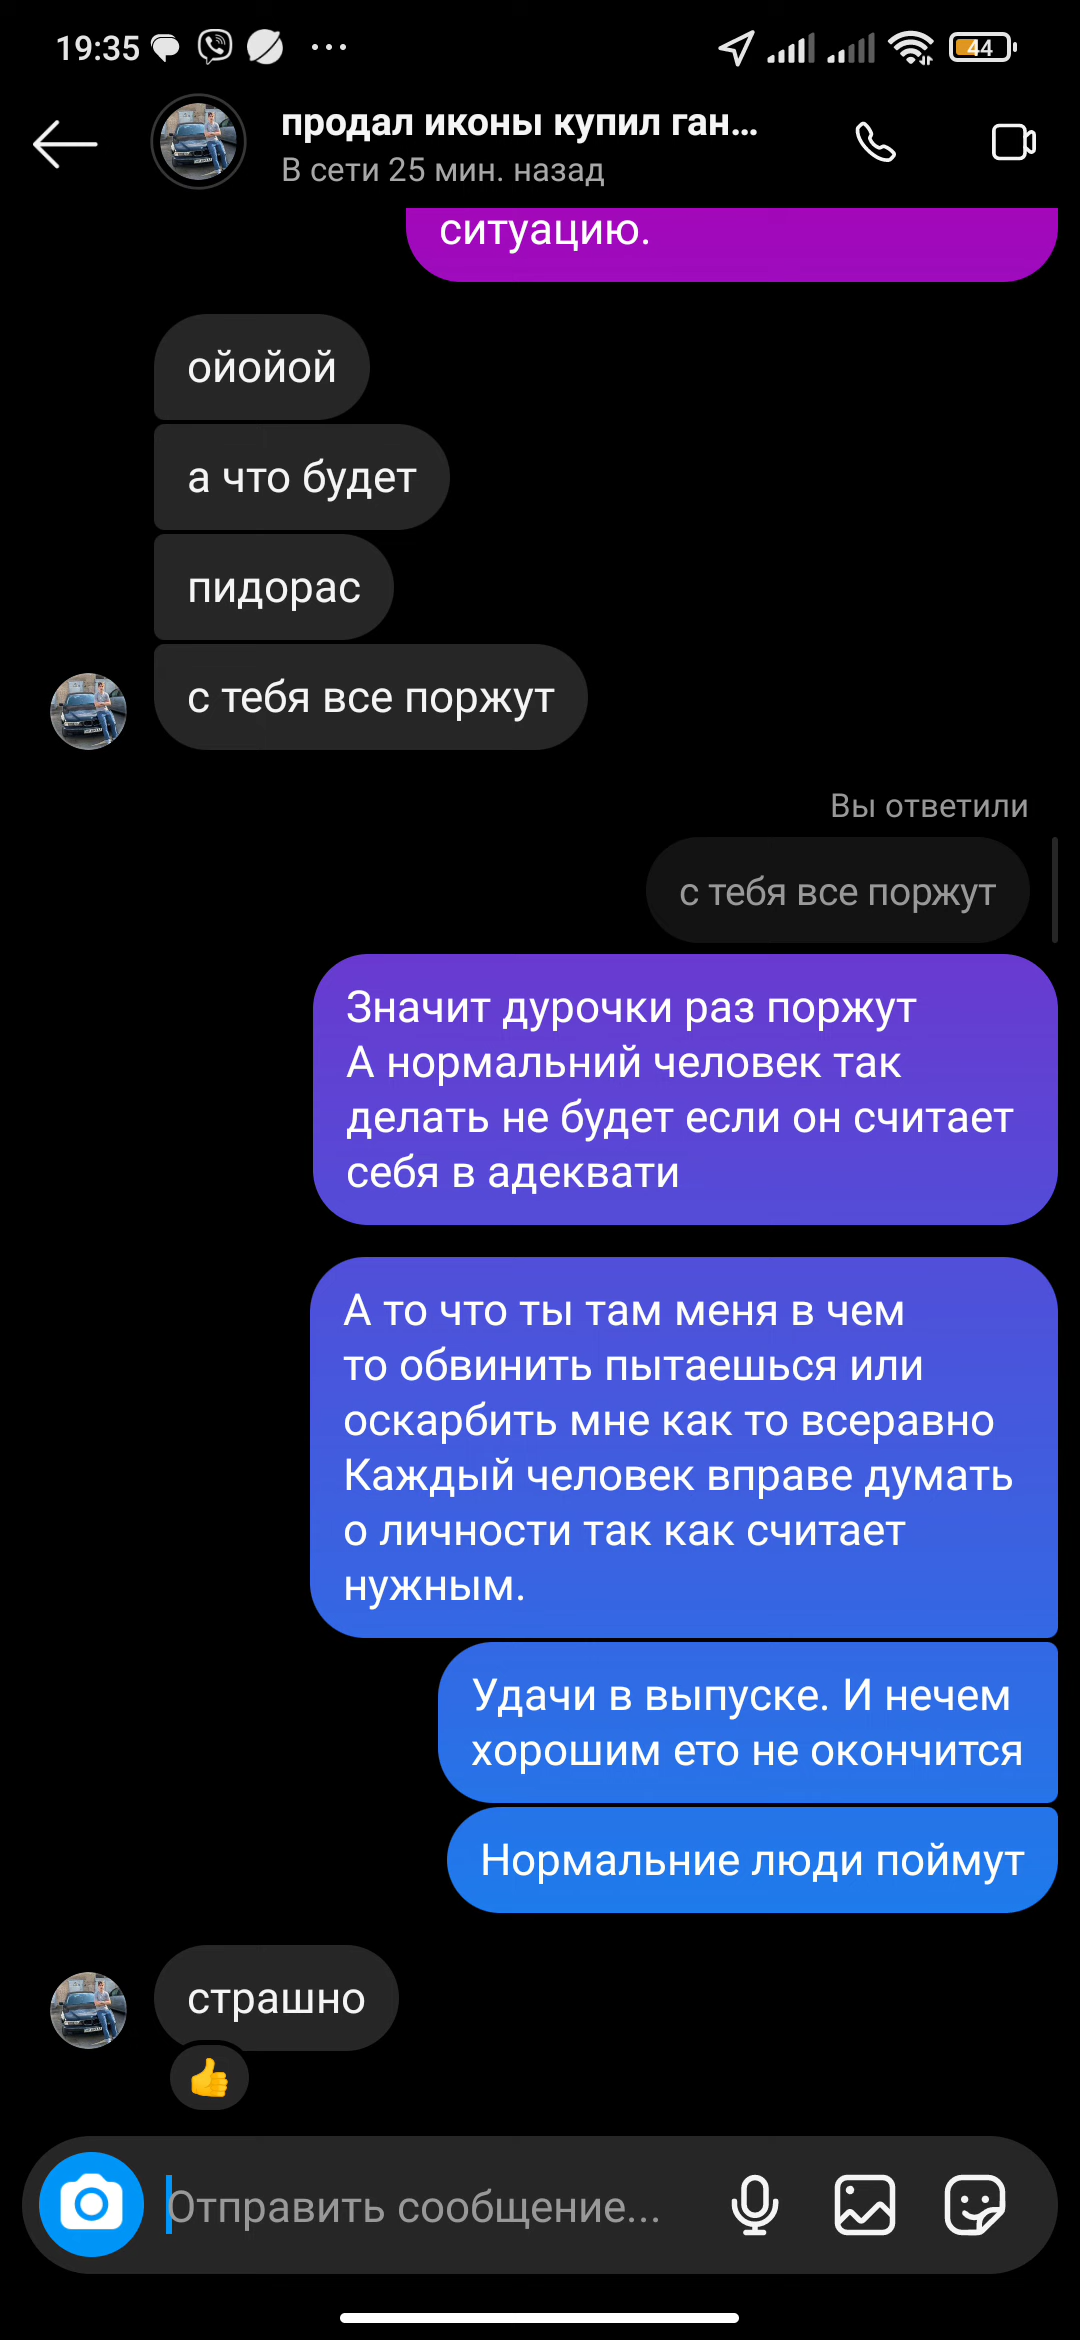 19:35
44
продал иконы купил ган...
В сети 25 мин. назад
ситуацию.
ойойой
а что будет
пидорас
с тебя все поржут
Вы ответили
с тебя все поржут
Значит дурочки раз поржут
А нормальний человек так
делать не будет если он считает
себя в адеквати
А то что ты там меня в чем
то обвинить пытаешься или
оскарбить мне как то всеравно
Каждый человек вправе думать
о личности так как считает
нужным.
Удачи в выпуске. И нечем
хорошим ето не окончится
Нормальние люди поймут
страшно
Отправить сообщение...